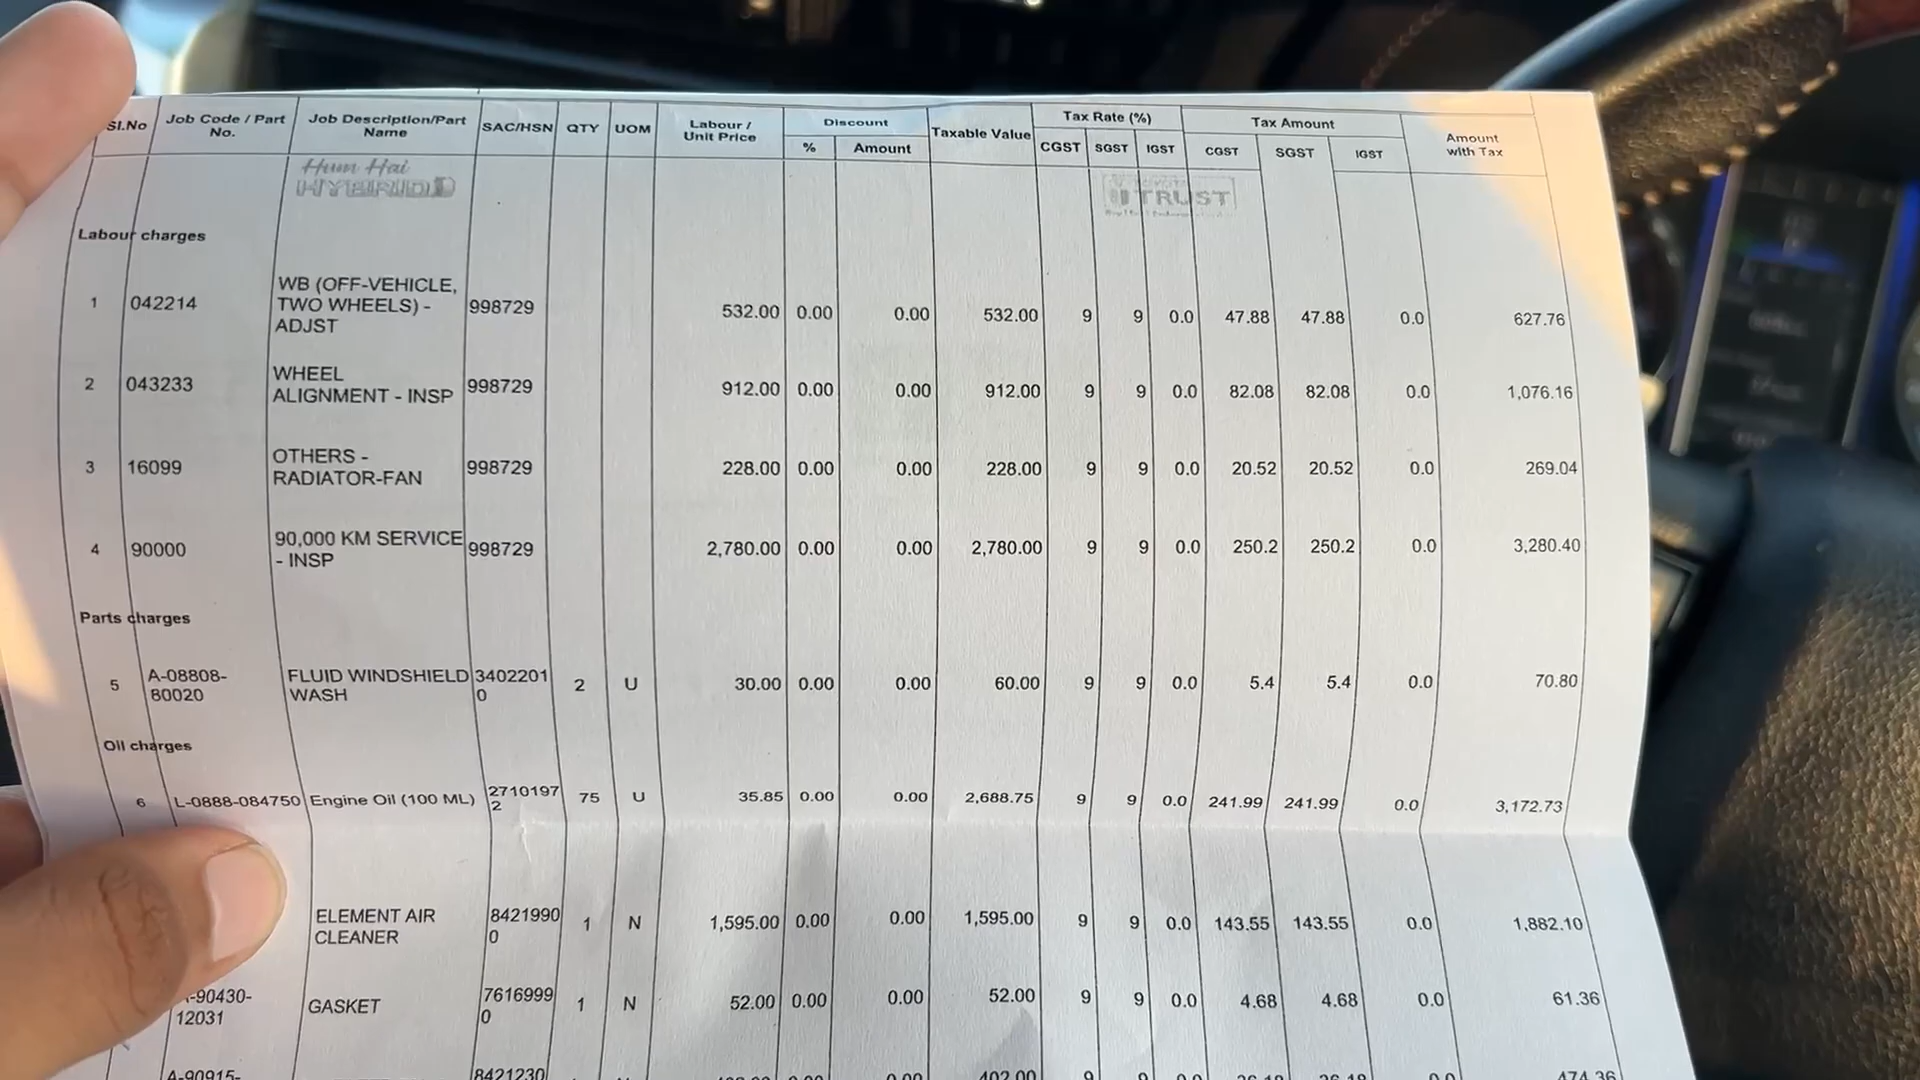 Sl.No Job Code / Part No. Job Description/Part Name SAC/HSN QTY UOM Labour / Unit Price Discount Taxable Value Tax Rate (%) Tax Amount Amount with Tax
% Amount CGST SGST IGST CGST SGST IGST
Hum Hai
HYBRID
TRUST
Labour charges
1 042214 WB (OFF-VEHICLE, TWO WHEELS) - ADJST 998729 532.00 0.00 0.00 532.00 9 9 0.0 47.88 47.88 0.0 627.76
2 043233 WHEEL ALIGNMENT - INSP 998729 912.00 0.00 0.00 912.00 9 9 0.0 82.08 82.08 0.0 1,076.16
3 16099 OTHERS - RADIATOR-FAN 998729 228.00 0.00 0.00 228.00 9 9 0.0 20.52 20.52 0.0 269.04
4 90000 90,000 KM SERVICE - INSP 998729 2,780.00 0.00 0.00 2,780.00 9 9 0.0 250.2 250.2 0.0 3,280.40
Parts charges
5 A-08808-80020 FLUID WINDSHIELD WASH 34022010 2 U 30.00 0.00 0.00 60.00 9 9 0.0 5.4 5.4 0.0 70.80
Oil charges
6 L-0888-084750 Engine Oil (100 ML) 27101972 75 U 35.85 0.00 0.00 2,688.75 9 9 0.0 241.99 241.99 0.0 3,172.73
ELEMENT AIR CLEANER 84219900 1 N 1,595.00 0.00 0.00 1,595.00 9 9 0.0 143.55 143.55 0.0 1,882.10
-90430-12031 GASKET 76169990 1 N 52.00 0.00 0.00 52.00 9 9 0.0 4.68 4.68 0.0 61.36
A-90915- 8421230 0.00 402.00 9 9 0.0 474.36